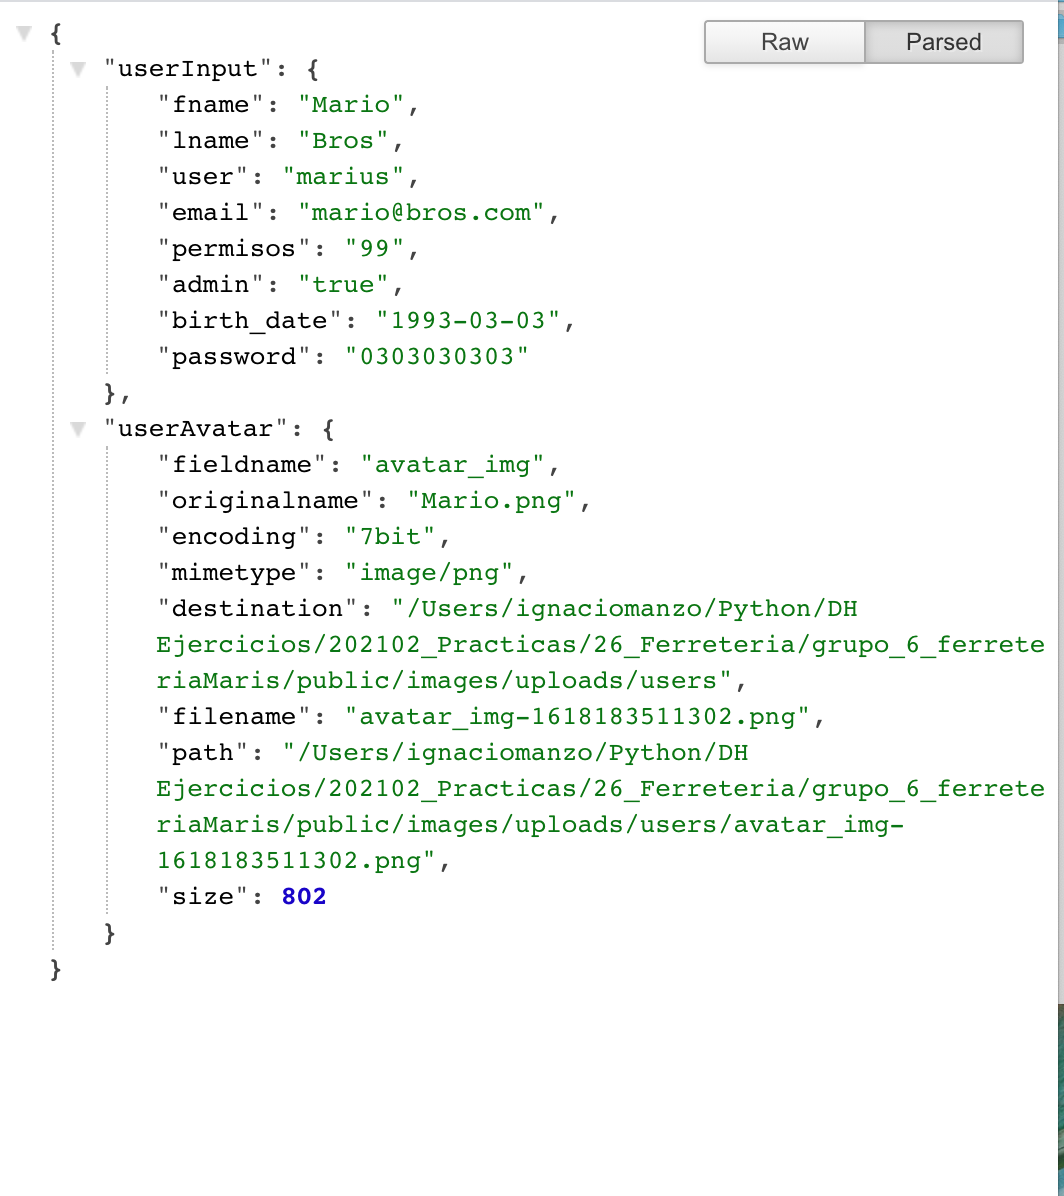 {
Raw Parsed
"userInput": {
"fname": "Mario",
"lname": "Bros",
"user": "marius",
"email": "mario@bros.com",
"permisos": "99",
"admin": "true",
"birth_date": "1993-03-03",
"password": "0303030303"
},
"userAvatar": {
"fieldname": "avatar_img",
"originalname": "Mario.png",
"encoding": "7bit",
"mimetype": "image/png",
"destination": "/Users/ignaciomanzo/Python/DH
Ejercicios/202102_Practicas/26_Ferreteria/grupo_6_ferrete
riaMaris/public/images/uploads/users",
"filename": "avatar_img-1618183511302.png",
"path": "/Users/ignaciomanzo/Python/DH
Ejercicios/202102_Practicas/26_Ferreteria/grupo_6_ferrete
riaMaris/public/images/uploads/users/avatar_img-
1618183511302.png",
"size": 802
}
}